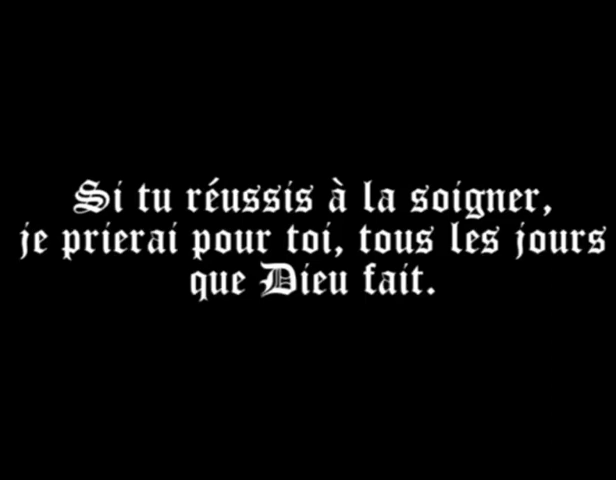 Si tu réussis à la soigner,
je prierai pour toi, tous les jours
que Dieu fait.